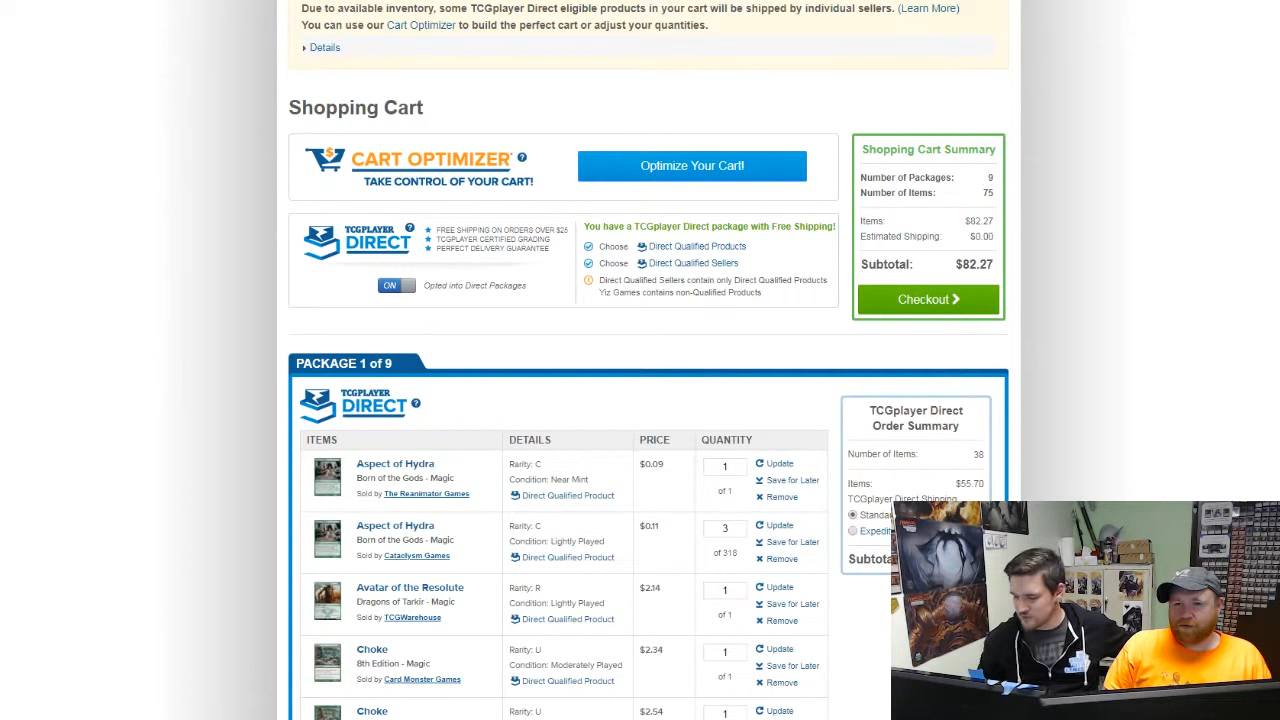 Due to available inventory, some TCGplayer Direct eligible products in your cart will be shipped by individual sellers. (Learn More)
You can use our Cart Optimizer to build the perfect cart or adjust your quantities.
Details
Shopping Cart
CART OPTIMIZER
TAKE CONTROL OF YOUR CART!
Optimize Your Cart!
Shopping Cart Summary
Number of Packages: 9
Number of Items: 75
Items: $82.27
Estimated Shipping: $0.00
Subtotal: $82.27
Checkout
TCGPLAYER DIRECT
FREE SHIPPING ON ORDERS OVER $25
TCGPLAYER CERTIFIED GRADING
PERFECT DELIVERY GUARANTEE
ON Opted into Direct Packages
You have a TCGplayer Direct package with Free Shipping!
Choose Direct Qualified Products
Choose Direct Qualified Sellers
Direct Qualified Sellers contain only Direct Qualified Products
Yiz Games contains non-Qualified Products
PACKAGE 1 of 9
TCGPLAYER DIRECT
ITEMS DETAILS PRICE QUANTITY
Aspect of Hydra Rarity: C $0.09 1 Update
Born of the Gods - Magic Condition: Near Mint Save for Later
Sold by The Reanimator Games Direct Qualified Product of 1 Remove
Aspect of Hydra Rarity: C $0.11 3 Update
Born of the Gods - Magic Condition: Lightly Played Save for Later
Sold by Cataclysm Games Direct Qualified Product of 318 Remove
Avatar of the Resolute Rarity: R $2.14 1 Update
Dragons of Tarkir - Magic Condition: Lightly Played Save for Later
Sold by TCGWarehouse Direct Qualified Product of 1 Remove
Choke Rarity: U $2.34 1 Update
8th Edition - Magic Condition: Moderately Played Save for Later
Sold by Card Monster Games Direct Qualified Product of 1 Remove
Choke Rarity: U $2.54 1 Update
TCGplayer Direct
Order Summary
Number of Items: 38
Items: $55.70
TCGplayer Direct Shipping